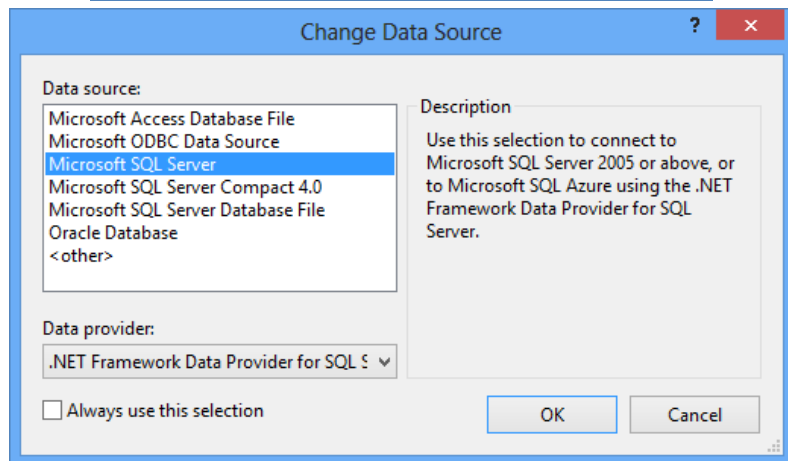 Change Data Source
? ×
Data source:
Microsoft Access Database File
Microsoft ODBC Data Source
Microsoft SQL Server
Microsoft SQL Server Compact 4.0
Microsoft SQL Server Database File
Oracle Database
<other>
Description
Use this selection to connect to
Microsoft SQL Server 2005 or above, or
to Microsoft SQL Azure using the .NET
Framework Data Provider for SQL
Server.
Data provider:
.NET Framework Data Provider for SQL
Always use this selection
OK
Cancel